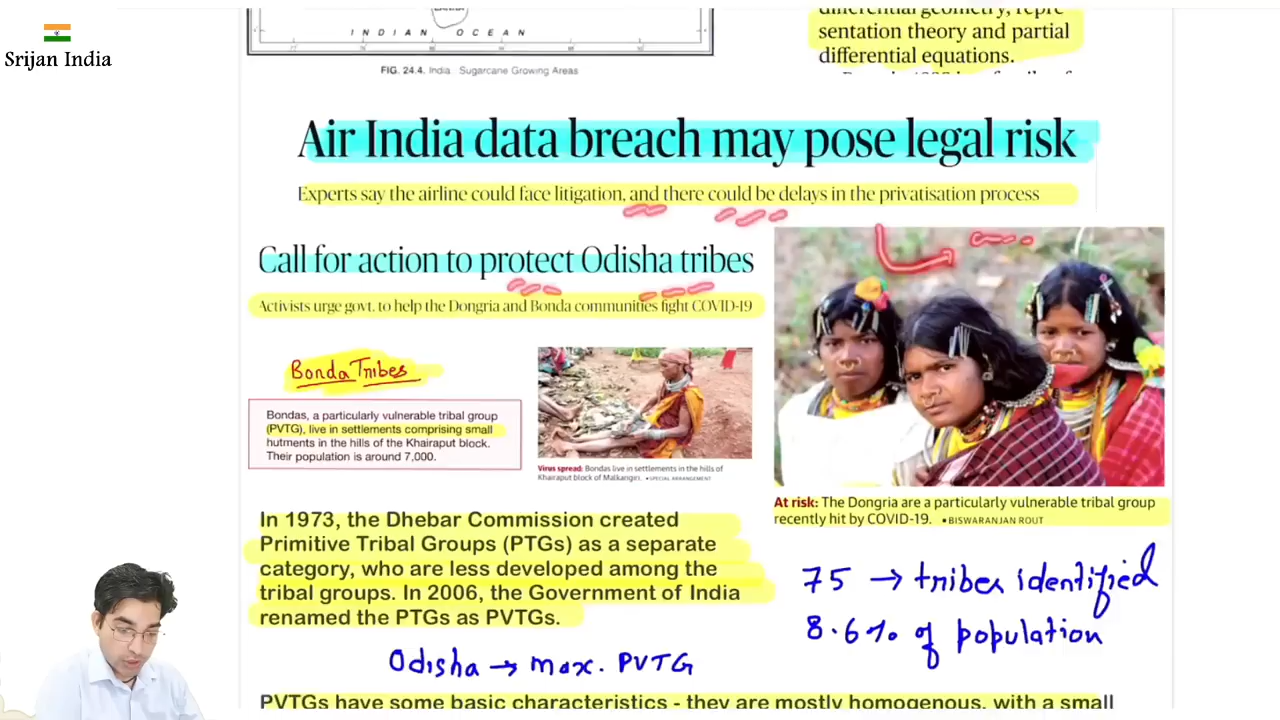 Srijan India
INDIAN OCEAN
FIG. 24.4. India Sugarcane Growing Areas
differential geometry, repre-
sentation theory and partial
differential equations.
Air India data breach may pose legal risk
Experts say the airline could face litigation, and there could be delays in the privatisation process
Call for action to protect Odisha tribes
Activists urge govt. to help the Dongria and Bonda communities fight COVID-19
Bonda Tribes
Bondas, a particularly vulnerable tribal group
(PVTG), live in settlements comprising small
hutments in the hills of the Khairaput block.
Their population is around 7,000.
Virus spread: Bondas live in settlements in the hills of
Khairaput block of Malkangiri. ▪ SPECIAL ARRANGEMENT
At risk: The Dongria are a particularly vulnerable tribal group
recently hit by COVID-19. ▪ BISWARANJAN ROUT
In 1973, the Dhebar Commission created
Primitive Tribal Groups (PTGs) as a separate
category, who are less developed among the
tribal groups. In 2006, the Government of India
renamed the PTGs as PVTGs.
75 → tribes identified
8.6% of population
Odisha → max. PVTG
PVTGs have some basic characteristics - they are mostly homogenous, with a small